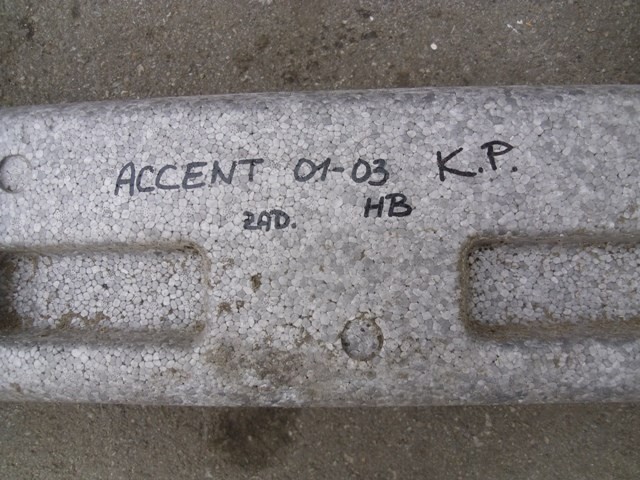 ACCENT 01-03 K.P.
ZAD. HB